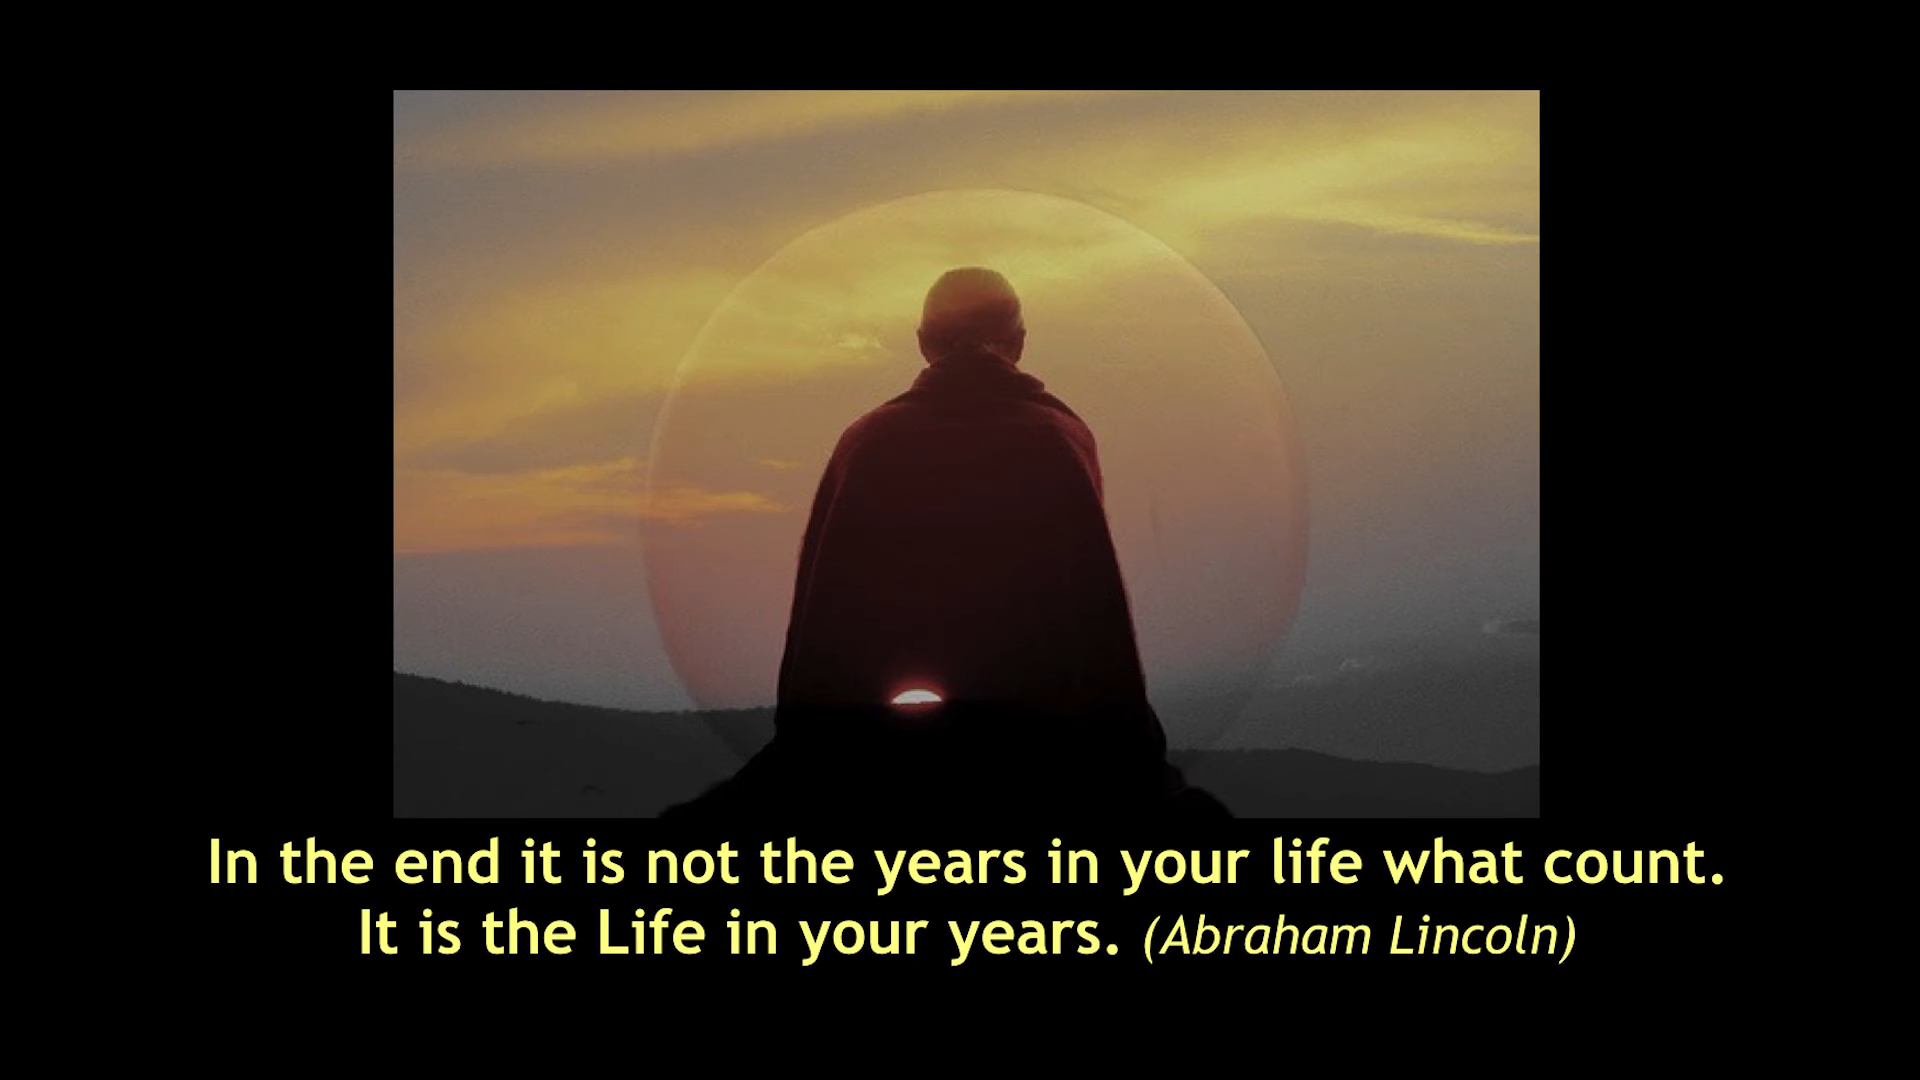 In the end it is not the years in your life what count.
It is the Life in your years. (Abraham Lincoln)